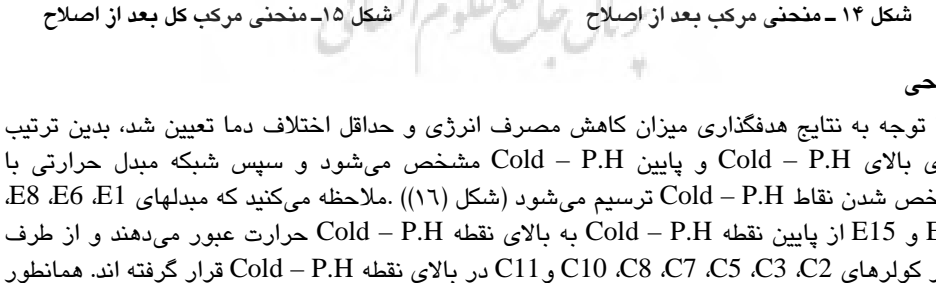 شکل ۱۴ ـ منحنی مرکب بعد از اصلاح
شکل ۱۵ـ منحنی مرکب کل بعد از اصلاح
حی
توجه به نتایج هدفگذاری میزان کاهش مصرف انرژی و حداقل اختلاف دما تعیین شد، بدین ترتیب
ی بالای Cold – P.H و پایین Cold – P.H مشخص می‌شود و سپس شبکه مبدل حرارتی با
خص شدن نقاط Cold – P.H ترسیم می‌شود (شکل (١٦)) .ملاحظه می‌کنید که مبدلهای E1، E6، E8،
و E15 از پایین نقطه Cold – P.H به بالای نقطه Cold – P.H حرارت عبور می‌دهند و از طرف
ر کولرهای C2، C3، C5، C7، C8، C10 و C11 در بالای نقطه Cold – P.H قرار گرفته اند. همانطور